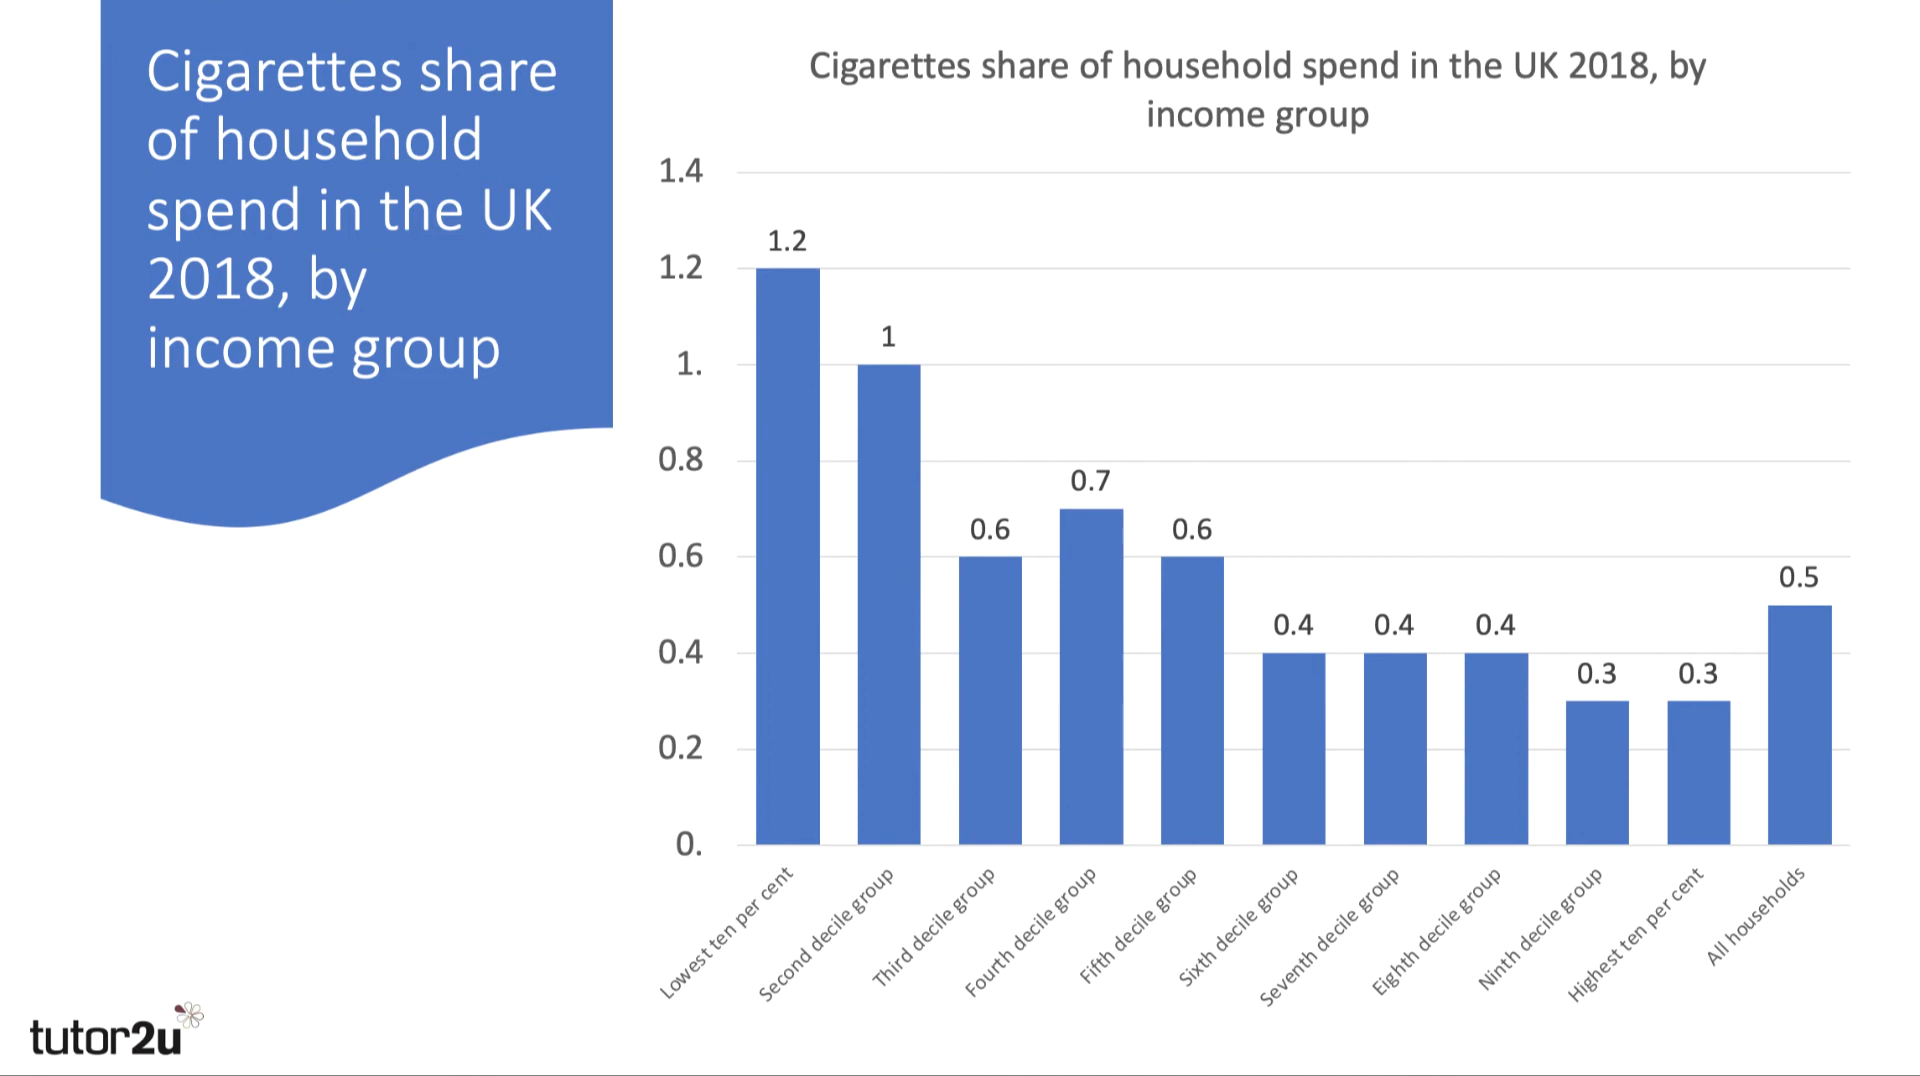 Cigarettes share
of household
spend in the UK
2018, by
income group
Cigarettes share of household spend in the UK 2018, by
income group
1.4
1.2
1.
0.8
0.6
0.4
0.2
0.
1.2
1
0.6
0.7
0.6
0.4
0.4
0.4
0.3
0.3
0.5
Lowest ten per cent
Second decile group
Third decile group
Fourth decile group
Fifth decile group
Sixth decile group
Seventh decile group
Eighth decile group
Ninth decile group
Highest ten per cent
All households
tutor2u